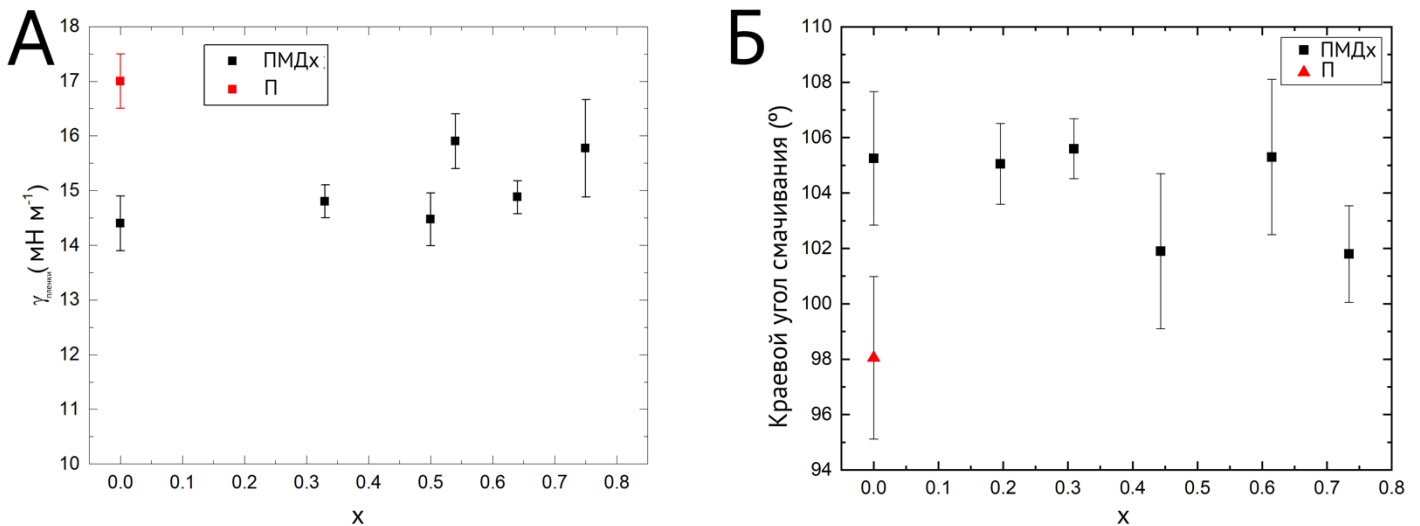 А
18
17
16
15
14
13
12
11
10
γпленки( мН м⁻¹)
ПМДх
П
0.0 0.1 0.2 0.3 0.4 0.5 0.6 0.7 0.8
x
Б
110
108
106
104
102
100
98
96
94
Краевой угол смачивания (º)
ПМДх
П
0.0 0.1 0.2 0.3 0.4 0.5 0.6 0.7 0.8
x